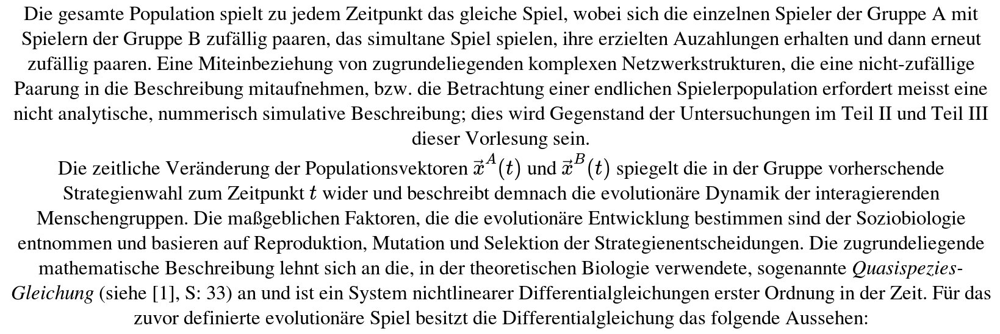 Die gesamte Population spielt zu jedem Zeitpunkt das gleiche Spiel, wobei sich die einzelnen Spieler der Gruppe A mit
Spielern der Gruppe B zufällig paaren, das simultane Spiel spielen, ihre erzielten Auzahlungen erhalten und dann erneut
zufällig paaren. Eine Miteinbeziehung von zugrundeliegenden komplexen Netzwerkstrukturen, die eine nicht-zufällige
Paarung in die Beschreibung mitaufnehmen, bzw. die Betrachtung einer endlichen Spielerpopulation erfordert meisst eine
nicht analytische, nummerisch simulative Beschreibung; dies wird Gegenstand der Untersuchungen im Teil II und Teil III
dieser Vorlesung sein.
Die zeitliche Veränderung der Populationsvektoren $\vec{x}^A(t)$ und $\vec{x}^B(t)$ spiegelt die in der Gruppe vorherschende
Strategienwahl zum Zeitpunkt $t$ wider und beschreibt demnach die evolutionäre Dynamik der interagierenden
Menschengruppen. Die maßgeblichen Faktoren, die die evolutionäre Entwicklung bestimmen sind der Soziobiologie
entnommen und basieren auf Reproduktion, Mutation und Selektion der Strategienentscheidungen. Die zugrundeliegende
mathematische Beschreibung lehnt sich an die, in der theoretischen Biologie verwendete, sogenannte Quasispezies-
Gleichung (siehe [1], S: 33) an und ist ein System nichtlinearer Differentialgleichungen erster Ordnung in der Zeit. Für das
zuvor definierte evolutionäre Spiel besitzt die Differentialgleichung das folgende Aussehen: